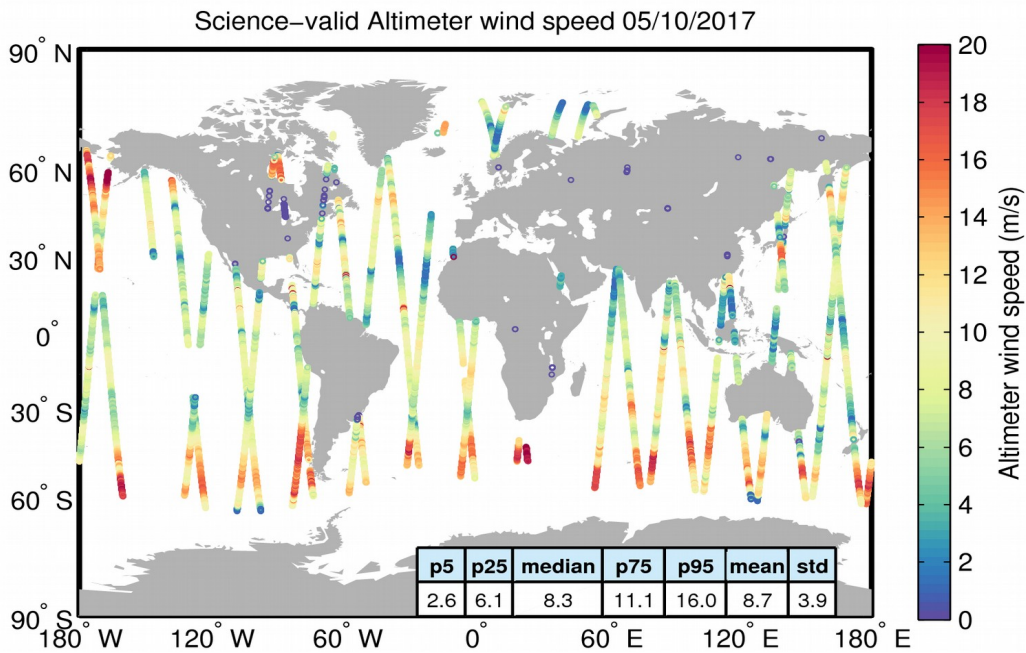 Science−valid Altimeter wind speed 05/10/2017
90° N
60° N
30° N
0°
30° S
60° S
90° S
180° W
120° W
60° W
0°
60° E
120° E
180° E
p5 p25 median p75 p95 mean std
2.6 6.1 8.3 11.1 16.0 8.7 3.9
20
18
16
14
12
10
8
6
4
2
0
Altimeter wind speed (m/s)